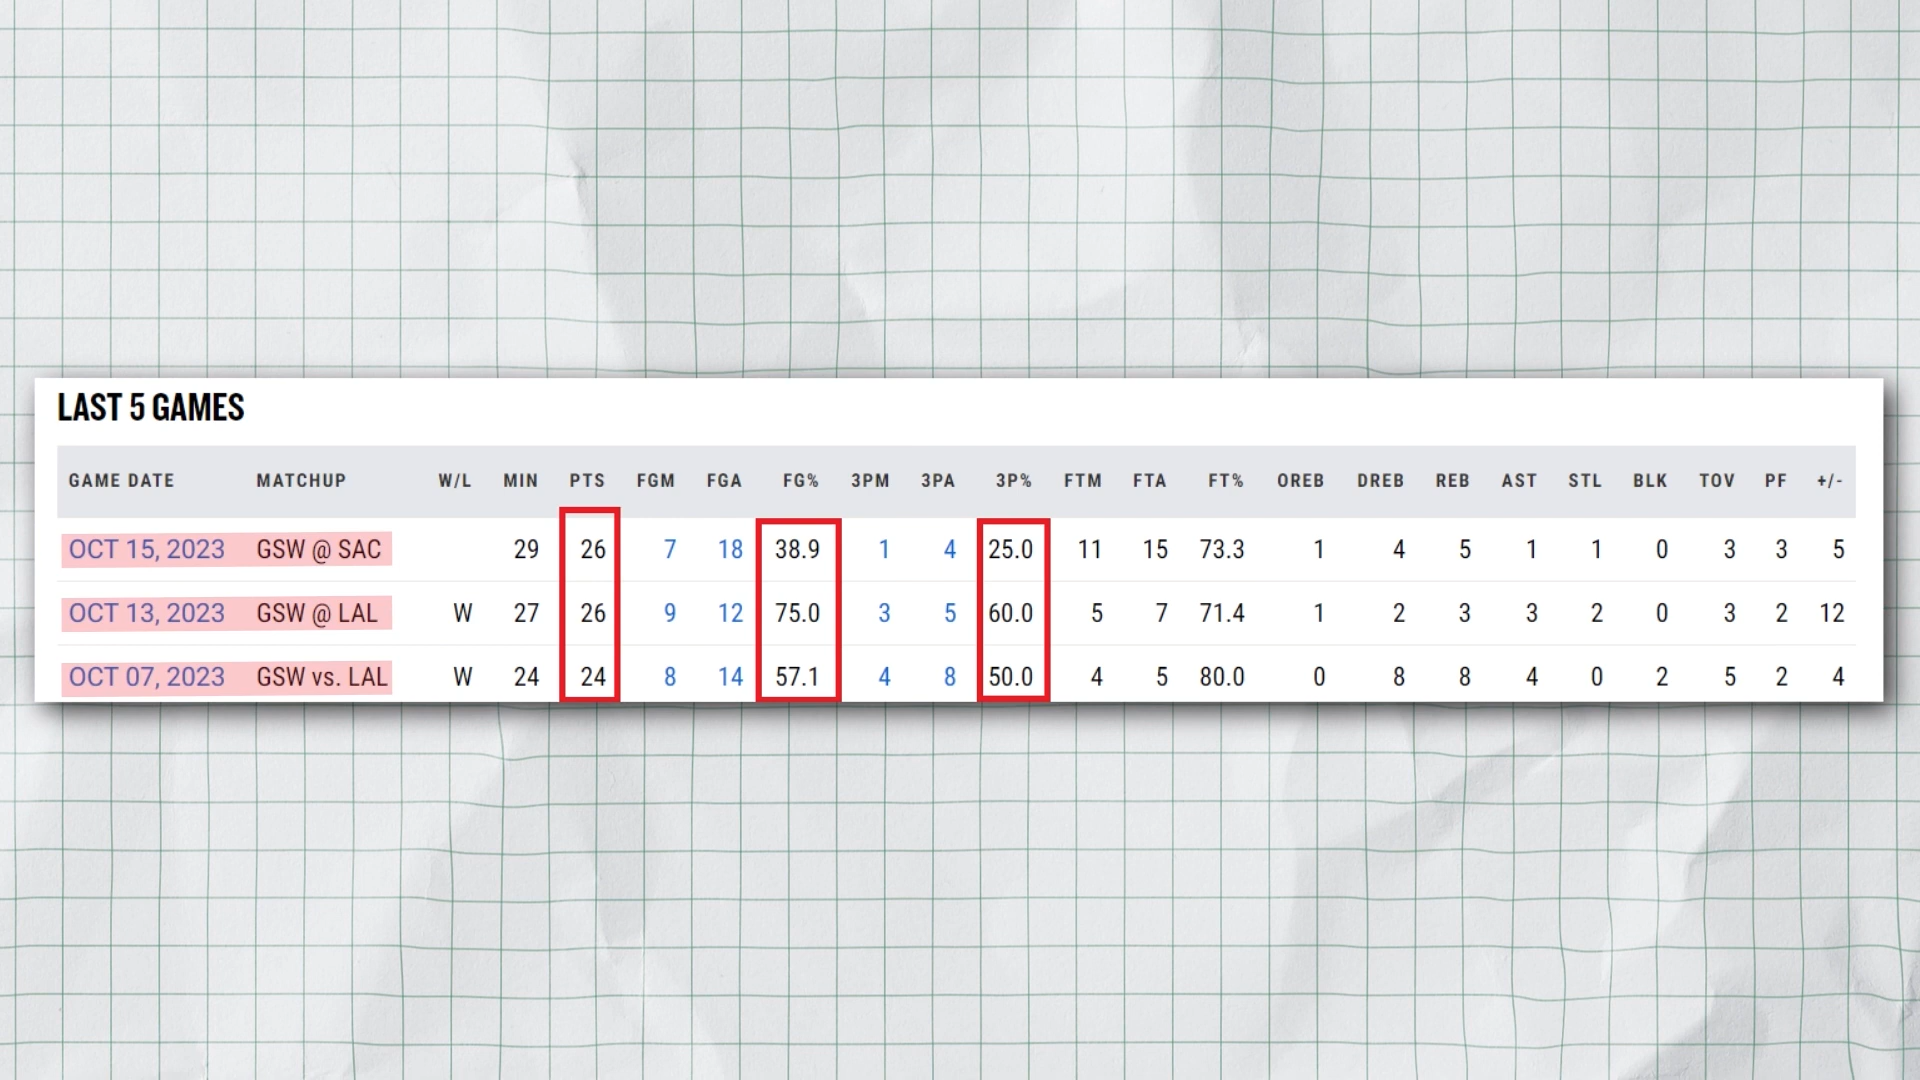 LAST 5 GAMES
GAME DATE MATCHUP W/L MIN PTS FGM FGA FG% 3PM 3PA 3P% FTM FTA FT% OREB DREB REB AST STL BLK TOV PF +/-
OCT 15, 2023 GSW @ SAC 29 26 7 18 38.9 1 4 25.0 11 15 73.3 1 4 5 1 1 0 3 3 5
OCT 13, 2023 GSW @ LAL W 27 26 9 12 75.0 3 5 60.0 5 7 71.4 1 2 3 3 2 0 3 2 12
OCT 07, 2023 GSW vs. LAL W 24 24 8 14 57.1 4 8 50.0 4 5 80.0 0 8 8 4 0 2 5 2 4